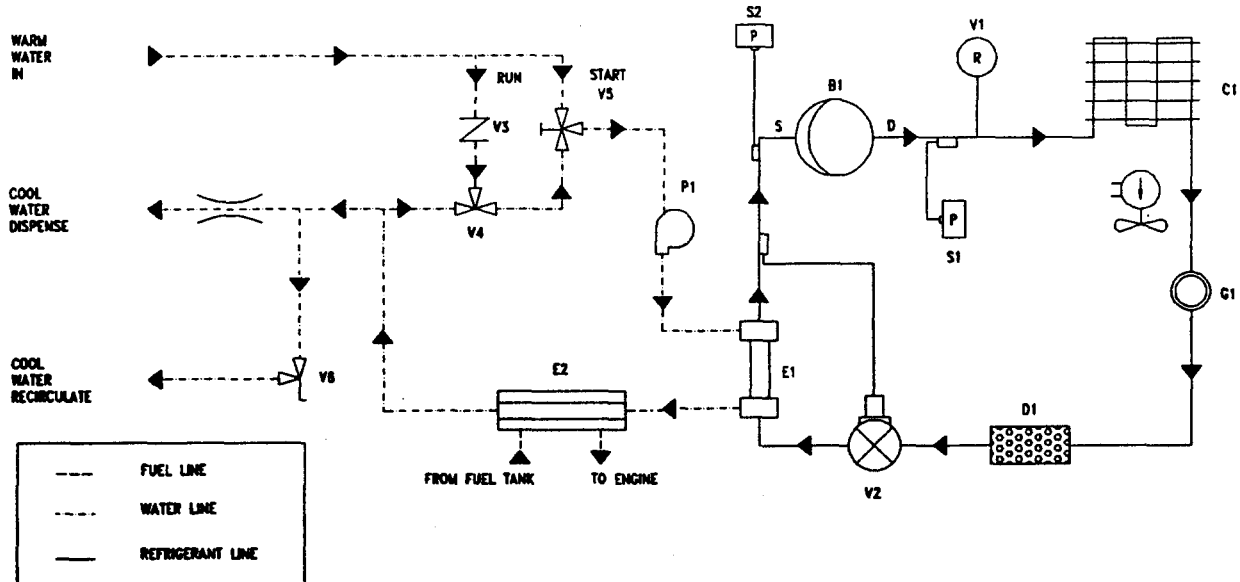 WARM
WATER
IN
RUN
START
V5
V3
V4
COOL
WATER
DISPENSE
COOL
WATER
RECIRCULATE
V6
P1
S2
P
V1
R
B1
S
D
P
S1
C1
G1
E1
E2
FROM FUEL TANK
TO ENGINE
V2
D1
FUEL LINE
WATER LINE
REFRIGERANT LINE